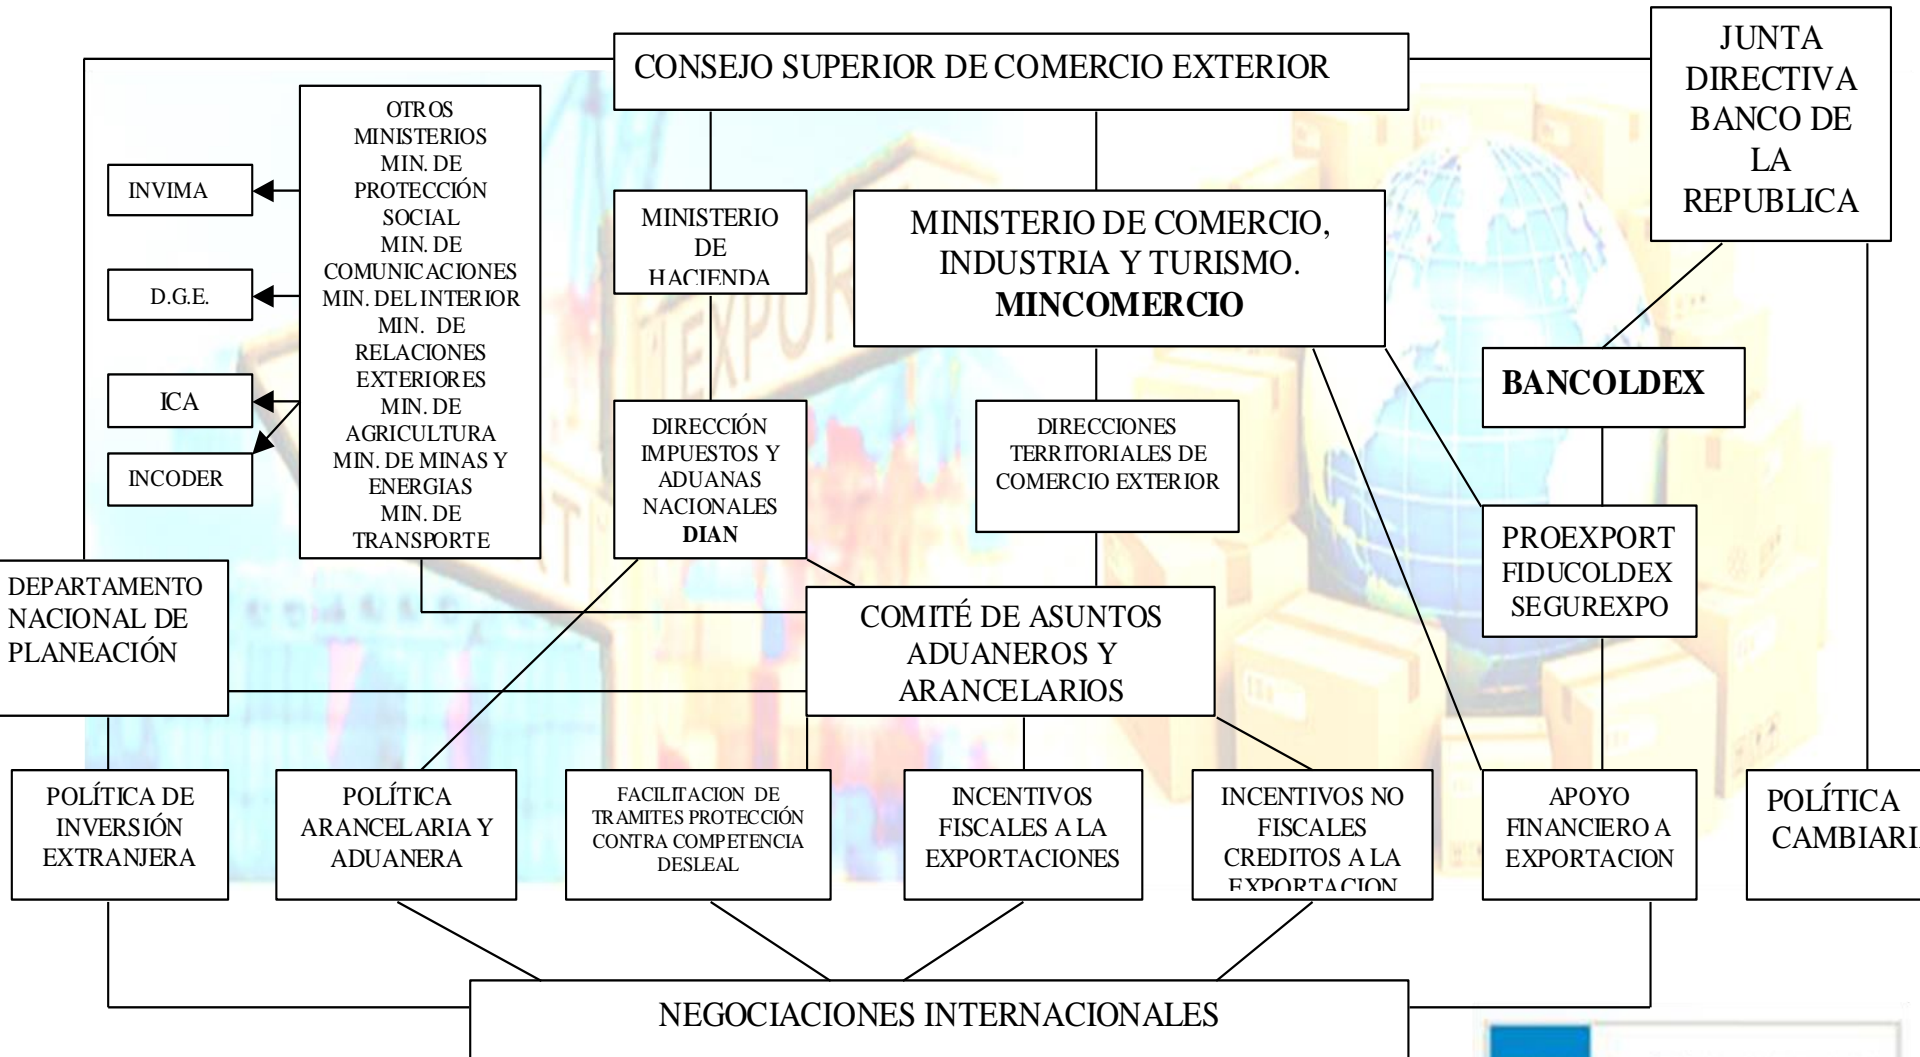 CONSEJO SUPERIOR DE COMERCIO EXTERIOR
JUNTA
DIRECTIVA
BANCO DE
LA
REPUBLICA
OTROS
MINISTERIOS
MIN. DE
PROTECCIÓN
SOCIAL
MIN. DE
COMUNICACIONES
MIN. DEL INTERIOR
MIN. DE
RELACIONES
EXTERIORES
MIN. DE
AGRICULTURA
MIN. DE MINAS Y
ENERGIAS
MIN. DE
TRANSPORTE
INVIMA
D.G.E.
ICA
INCODER
MINISTERIO
DE
HACIENDA
MINISTERIO DE COMERCIO,
INDUSTRIA Y TURISMO.
MINCOMERCIO
BANCOLDEX
DIRECCIÓN
IMPUESTOS Y
ADUANAS
NACIONALES
DIAN
DIRECCIONES
TERRITORIALES DE
COMERCIO EXTERIOR
PROEXPORT
FIDUCOLDEX
SEGUREXPO
DEPARTAMENTO
NACIONAL DE
PLANEACIÓN
COMITÉ DE ASUNTOS
ADUANEROS Y
ARANCELARIOS
POLÍTICA DE
INVERSIÓN
EXTRANJERA
POLÍTICA
ARANCELARIA Y
ADUANERA
FACILITACION DE
TRAMITES PROTECCIÓN
CONTRA COMPETENCIA
DESLEAL
INCENTIVOS
FISCALES A LA
EXPORTACIONES
INCENTIVOS NO
FISCALES
CREDITOS A LA
EXPORTACION
APOYO
FINANCIERO A
EXPORTACION
POLÍTICA
CAMBIARIA
NEGOCIACIONES INTERNACIONALES
EXPOR